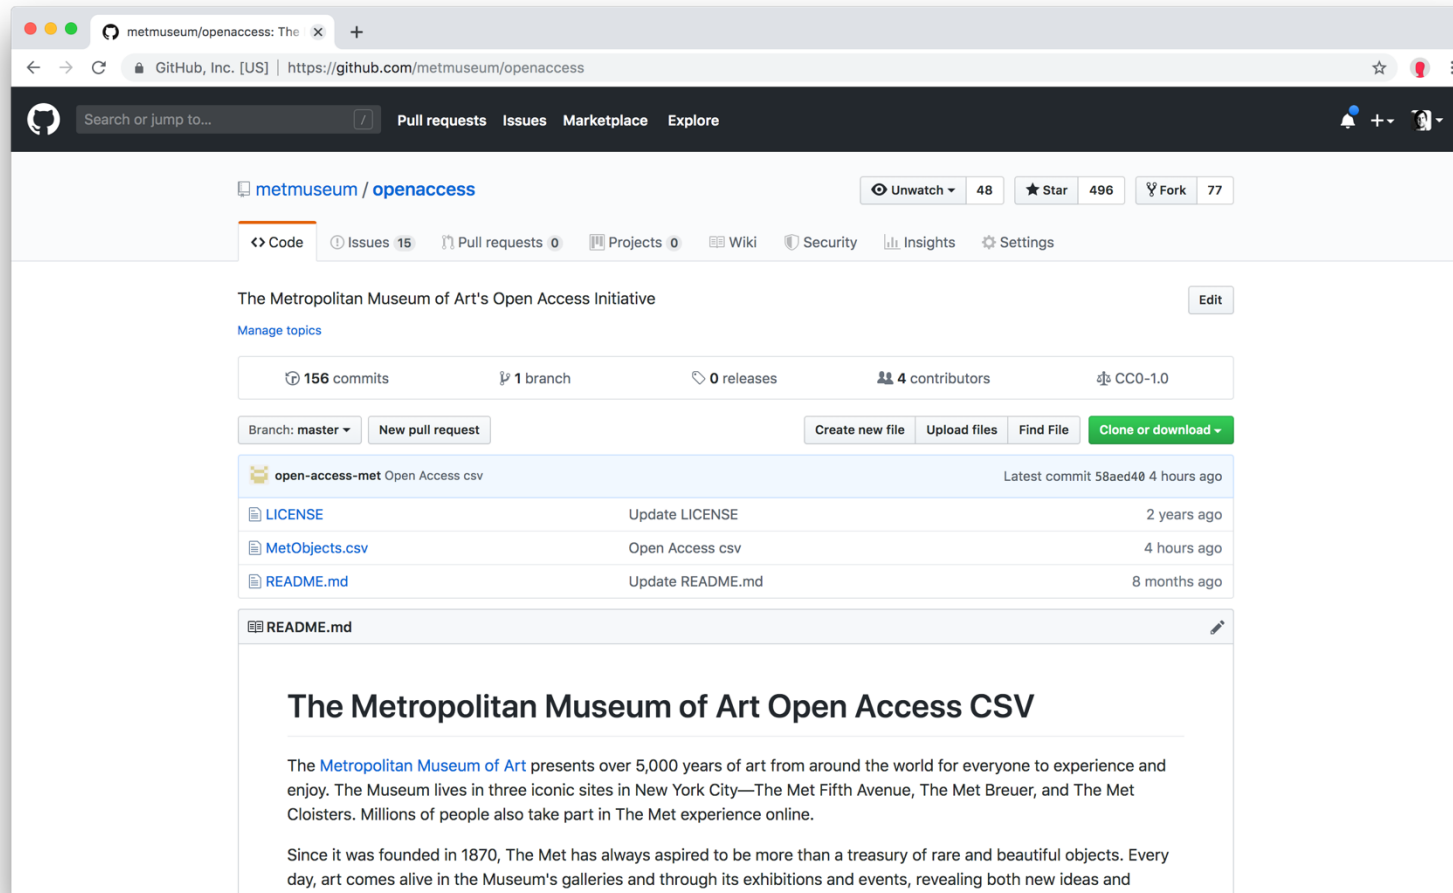 metmuseum/openaccess: The
GitHub, Inc. [US] | https://github.com/metmuseum/openaccess
Search or jump to... / Pull requests Issues Marketplace Explore
metmuseum / openaccess Unwatch 48 Star 496 Fork 77
Code Issues 15 Pull requests 0 Projects 0 Wiki Security Insights Settings
The Metropolitan Museum of Art's Open Access Initiative Edit
Manage topics
156 commits 1 branch 0 releases 4 contributors CC0-1.0
Branch: master New pull request Create new file Upload files Find File Clone or download
open-access-met Open Access csv Latest commit 58aed40 4 hours ago
LICENSE Update LICENSE 2 years ago
MetObjects.csv Open Access csv 4 hours ago
README.md Update README.md 8 months ago
README.md
The Metropolitan Museum of Art Open Access CSV
The Metropolitan Museum of Art presents over 5,000 years of art from around the world for everyone to experience and
enjoy. The Museum lives in three iconic sites in New York City—The Met Fifth Avenue, The Met Breuer, and The Met
Cloisters. Millions of people also take part in The Met experience online.
Since it was founded in 1870, The Met has always aspired to be more than a treasury of rare and beautiful objects. Every
day, art comes alive in the Museum's galleries and through its exhibitions and events, revealing both new ideas and